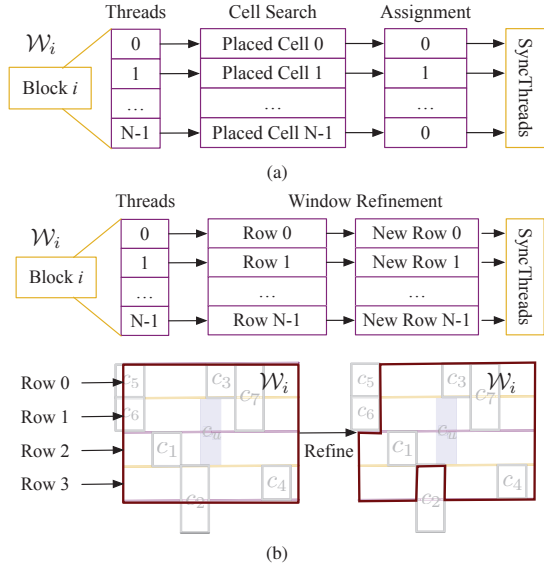 Threads Cell Search Assignment
𝒲ᵢ
Block i
0 Placed Cell 0 0
1 Placed Cell 1 1
... ... ...
N-1 Placed Cell N-1 0
SyncThreads
(a)
Threads Window Refinement
𝒲ᵢ
Block i
0 Row 0 New Row 0
1 Row 1 New Row 1
... ... ...
N-1 Row N-1 New Row N-1
SyncThreads
Row 0
Row 1
Row 2
Row 3
c₅ c₃ 𝒲ᵢ
c₇
c₆ cᵤ
c₁
c₂ c₄
Refine
c₅ c₃ 𝒲ᵢ
c₇
c₆ cᵤ
c₁
c₂ c₄
(b)